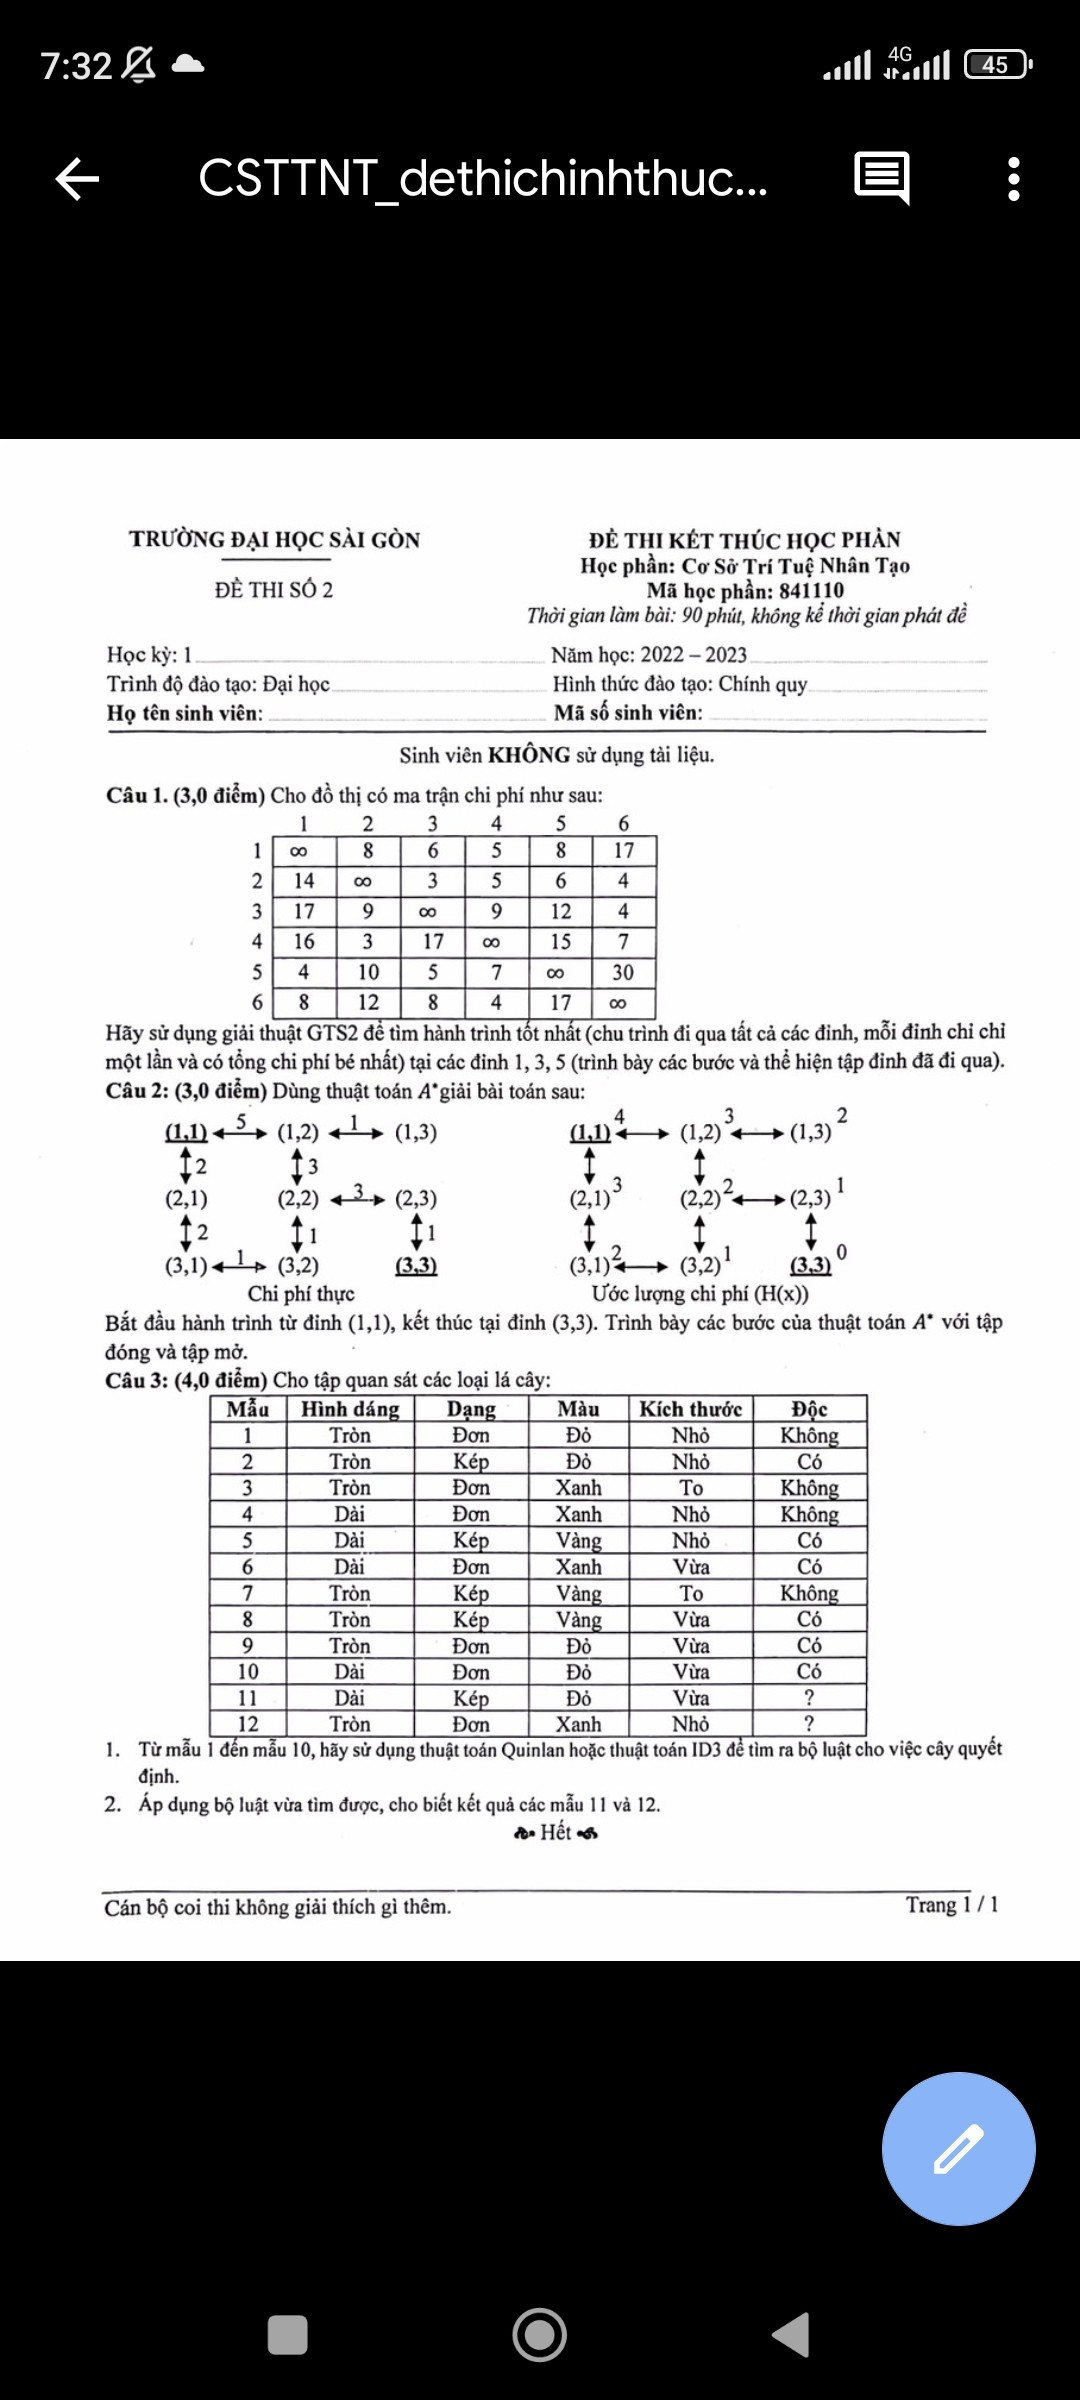 7:32
4G
45
CSTTNT_dethichinhthuc...
TRƯỜNG ĐẠI HỌC SÀI GÒN
ĐỀ THI SỐ 2
ĐỀ THI KẾT THÚC HỌC PHẦN
Học phần: Cơ Sở Trí Tuệ Nhân Tạo
Mã học phần: 841110
Thời gian làm bài: 90 phút, không kể thời gian phát đề
Học kỳ: 1 Năm học: 2022 – 2023
Trình độ đào tạo: Đại học Hình thức đào tạo: Chính quy
Họ tên sinh viên: Mã số sinh viên:
Sinh viên KHÔNG sử dụng tài liệu.
Câu 1. (3,0 điểm) Cho đồ thị có ma trận chi phí như sau:
1 2 3 4 5 6
1 ∞ 8 6 5 8 17
2 14 ∞ 3 5 6 4
3 17 9 ∞ 9 12 4
4 16 3 17 ∞ 15 7
5 4 10 5 7 ∞ 30
6 8 12 8 4 17 ∞
Hãy sử dụng giải thuật GTS2 để tìm hành trình tốt nhất (chu trình đi qua tất cả các đỉnh, mỗi đỉnh chỉ chỉ
một lần và có tổng chi phí bé nhất) tại các đỉnh 1, 3, 5 (trình bày các bước và thể hiện tập đỉnh đã đi qua).
Câu 2: (3,0 điểm) Dùng thuật toán A* giải bài toán sau:
(1,1) 5 (1,2) 1 (1,3) (1,1) 4 (1,2) 3 (1,3) 2
2 3
(2,1) (2,2) 3 (2,3) (2,1) 3 (2,2) 2 (2,3) 1
2 1 1
(3,1) 1 (3,2) (3,3) (3,1) 2 (3,2) 1 (3,3) 0
Chi phí thực Ước lượng chi phí (H(x))
Bắt đầu hành trình từ đỉnh (1,1), kết thúc tại đỉnh (3,3). Trình bày các bước của thuật toán A* với tập
đóng và tập mở.
Câu 3: (4,0 điểm) Cho tập quan sát các loại lá cây:
Mẫu Hình dáng Dạng Màu Kích thước Độc
1 Tròn Đơn Đỏ Nhỏ Không
2 Tròn Kép Đỏ Nhỏ Có
3 Tròn Đơn Xanh To Không
4 Dài Đơn Xanh Nhỏ Không
5 Dài Kép Vàng Nhỏ Có
6 Dài Đơn Xanh Vừa Có
7 Tròn Kép Vàng To Không
8 Tròn Kép Vàng Vừa Có
9 Tròn Đơn Đỏ Vừa Có
10 Dài Đơn Đỏ Vừa Có
11 Dài Kép Đỏ Vừa ?
12 Tròn Đơn Xanh Nhỏ ?
1. Từ mẫu 1 đến mẫu 10, hãy sử dụng thuật toán Quinlan hoặc thuật toán ID3 để tìm ra bộ luật cho việc cây quyết
định.
2. Áp dụng bộ luật vừa tìm được, cho biết kết quả các mẫu 11 và 12.
Hết
Cán bộ coi thi không giải thích gì thêm. Trang 1 / 1